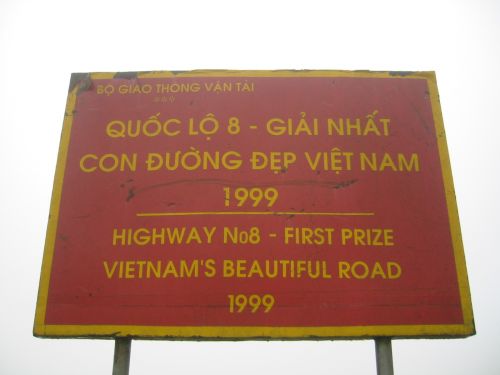 BỘ GIAO THÔNG VẬN TẢI
QUỐC LỘ 8 - GIẢI NHẤT
CON ĐƯỜNG ĐẸP VIỆT NAM
1999
HIGHWAY No8 - FIRST PRIZE
VIETNAM'S BEAUTIFUL ROAD
1999